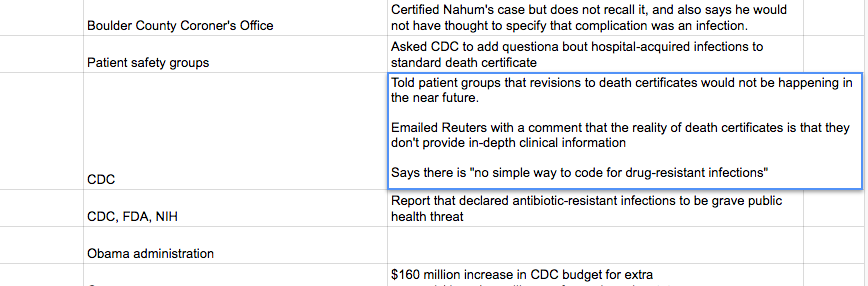 Certified Nahum's case but does not recall it, and also says he would
Boulder County Coroner's Office
not have thought to specify that complication was an infection.
Asked CDC to add questiona bout hospital-acquired infections to
Patient safety groups
standard death certificate
Told patient groups that revisions to death certificates would not be happening in
the near future.
Emailed Reuters with a comment that the reality of death certificates is that they
don't provide in-depth clinical information
Says there is "no simple way to code for drug-resistant infections"
CDC
Report that declared antibiotic-resistant infections to be grave public
CDC, FDA, NIH
health threat
Obama administration
$160 million increase in CDC budget for extra